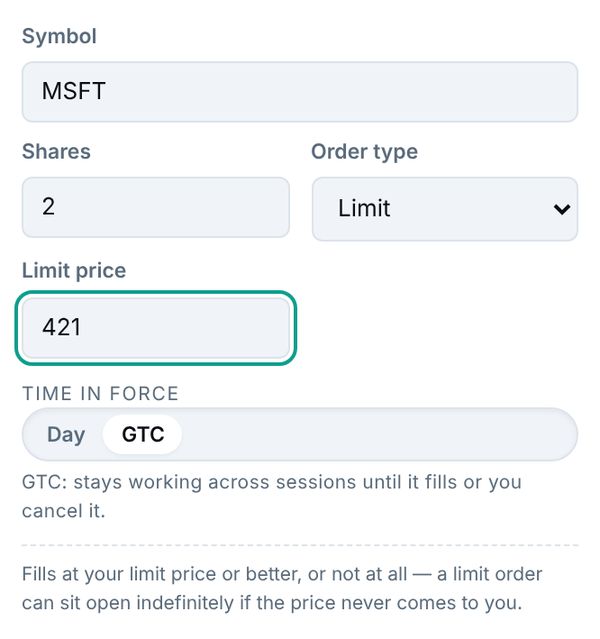 Symbol
MSFT
Shares
Order type
2
Limit
Limit price
421
TIME IN FORCE
Day
GTC
GTC: stays working across sessions until it fills or you
cancel it.
Fills at your limit price or better, or not at all — a limit order
can sit open indefinitely if the price never comes to you.